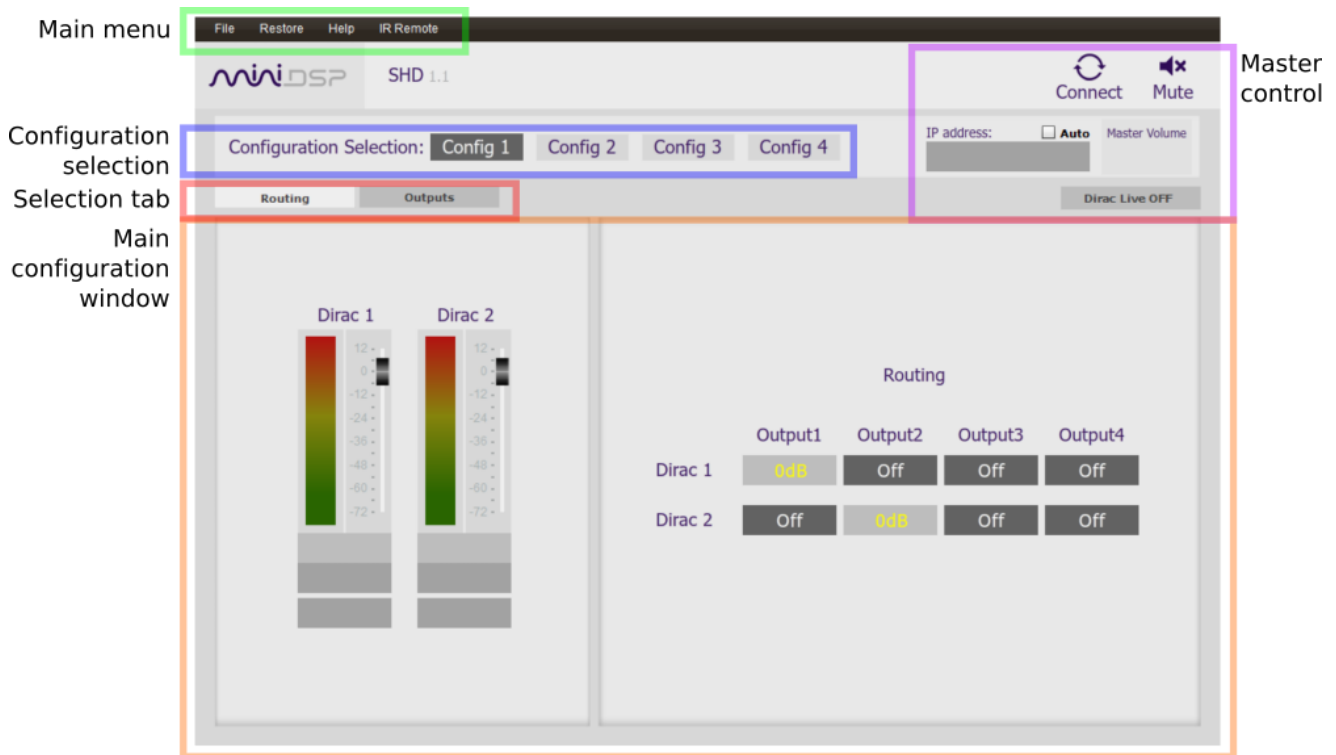 Main menu
File Restore Help IR Remote
miniDSP SHD 1.1
Connect Mute
Master
control
Configuration
selection
Configuration Selection: Config 1 Config 2 Config 3 Config 4
IP address: Auto Master Volume
Selection tab
Routing Outputs
Dirac Live OFF
Main
configuration
window
Dirac 1 Dirac 2
12 12
0 0
-12 -12
-24 -24
-36 -36
-48 -48
-60 -60
-72 -72
Routing
Output1 Output2 Output3 Output4
Dirac 1 0dB Off Off Off
Dirac 2 Off 0dB Off Off